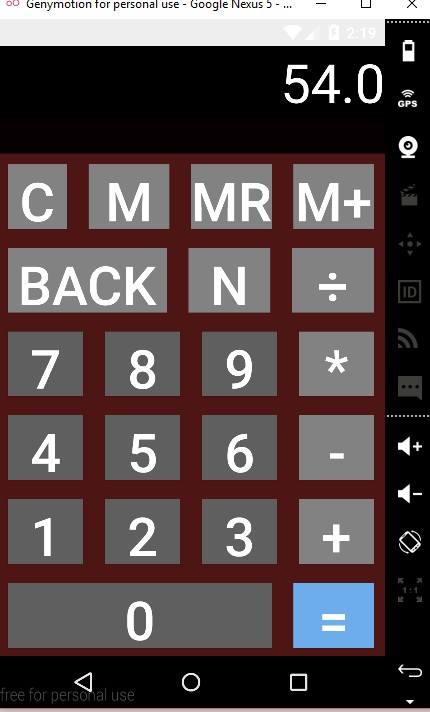 Genymotion for personal use - Google Nexus 5 - ...
2:19
54.0
GPS
C M MR M+
BACK N ÷
ID
7 8 9 *
4 5 6 -
1 2 3 +
1:1
0 =
free for personal use